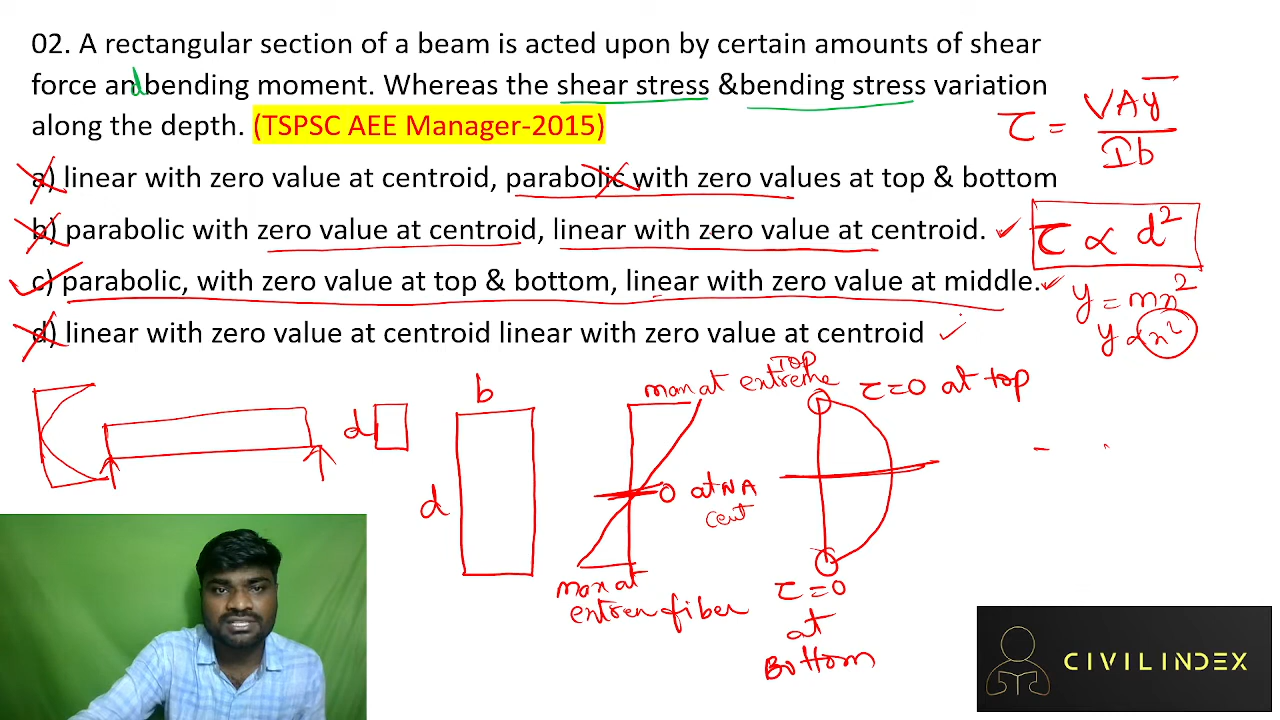 02. A rectangular section of a beam is acted upon by certain amounts of shear
force and bending moment. Whereas the shear stress &bending stress variation
along the depth. (TSPSC AEE Manager-2015)
a) linear with zero value at centroid, parabolic with zero values at top & bottom
b) parabolic with zero value at centroid, linear with zero value at centroid.
c) parabolic, with zero value at top & bottom, linear with zero value at middle.
d) linear with zero value at centroid linear with zero value at centroid
τ = VAȳ / Ib
τ ∝ d²
y = mx²
y ∝ x²
d
b
d
TOP
max at extreme
0 at NA
cent
max at
extrem fiber
τ=0 at top
τ=0
at
Bottom
CIVILINDEX